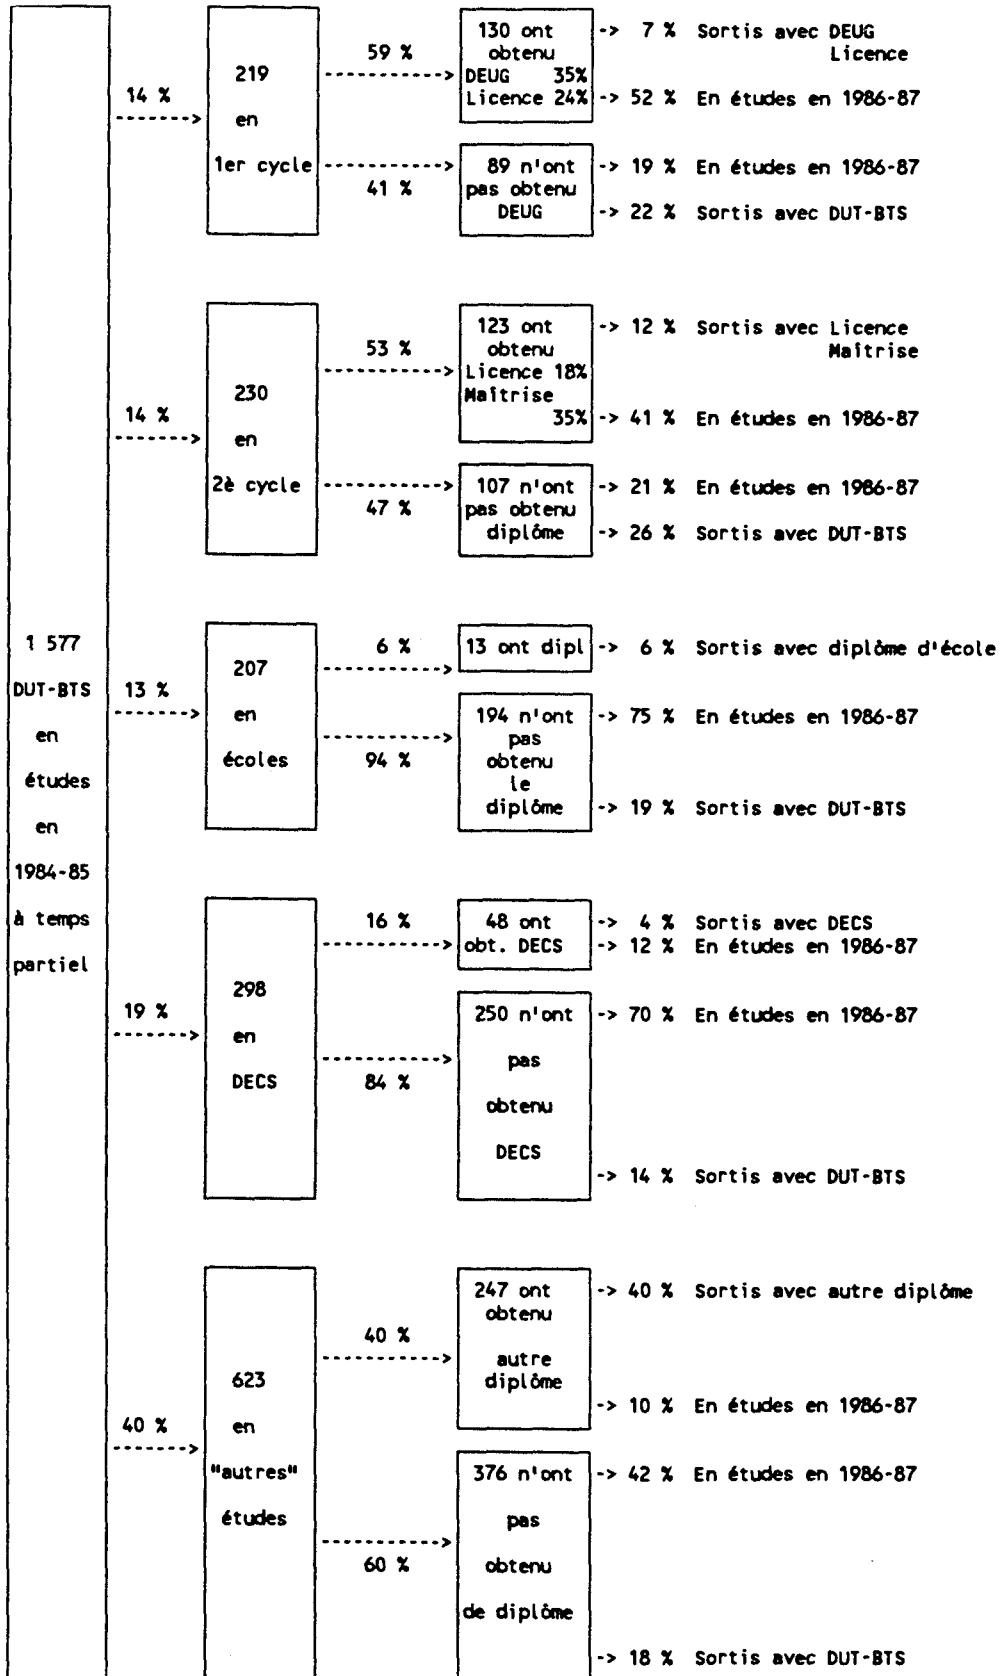 1 577
DUT-BTS
en
études
en
1984-85
à temps
partiel
14 %
219
en
1er cycle
59 %
130 ont
obtenu
DEUG 35%
Licence 24%
-> 7 % Sortis avec DEUG
Licence
-> 52 % En études en 1986-87
41 %
89 n'ont
pas obtenu
DEUG
-> 19 % En études en 1986-87
-> 22 % Sortis avec DUT-BTS
14 %
230
en
2è cycle
53 %
123 ont
obtenu
Licence 18%
Maîtrise
35%
-> 12 % Sortis avec Licence
Maîtrise
-> 41 % En études en 1986-87
47 %
107 n'ont
pas obtenu
diplôme
-> 21 % En études en 1986-87
-> 26 % Sortis avec DUT-BTS
13 %
207
en
écoles
6 %
13 ont dipl
-> 6 % Sortis avec diplôme d'école
94 %
194 n'ont
pas
obtenu
le
diplôme
-> 75 % En études en 1986-87
-> 19 % Sortis avec DUT-BTS
19 %
298
en
DECS
16 %
48 ont
obt. DECS
-> 4 % Sortis avec DECS
-> 12 % En études en 1986-87
84 %
250 n'ont
pas
obtenu
DECS
-> 70 % En études en 1986-87
-> 14 % Sortis avec DUT-BTS
40 %
623
en
"autres"
études
40 %
247 ont
obtenu
autre
diplôme
-> 40 % Sortis avec autre diplôme
-> 10 % En études en 1986-87
60 %
376 n'ont
pas
obtenu
de diplôme
-> 42 % En études en 1986-87
-> 18 % Sortis avec DUT-BTS